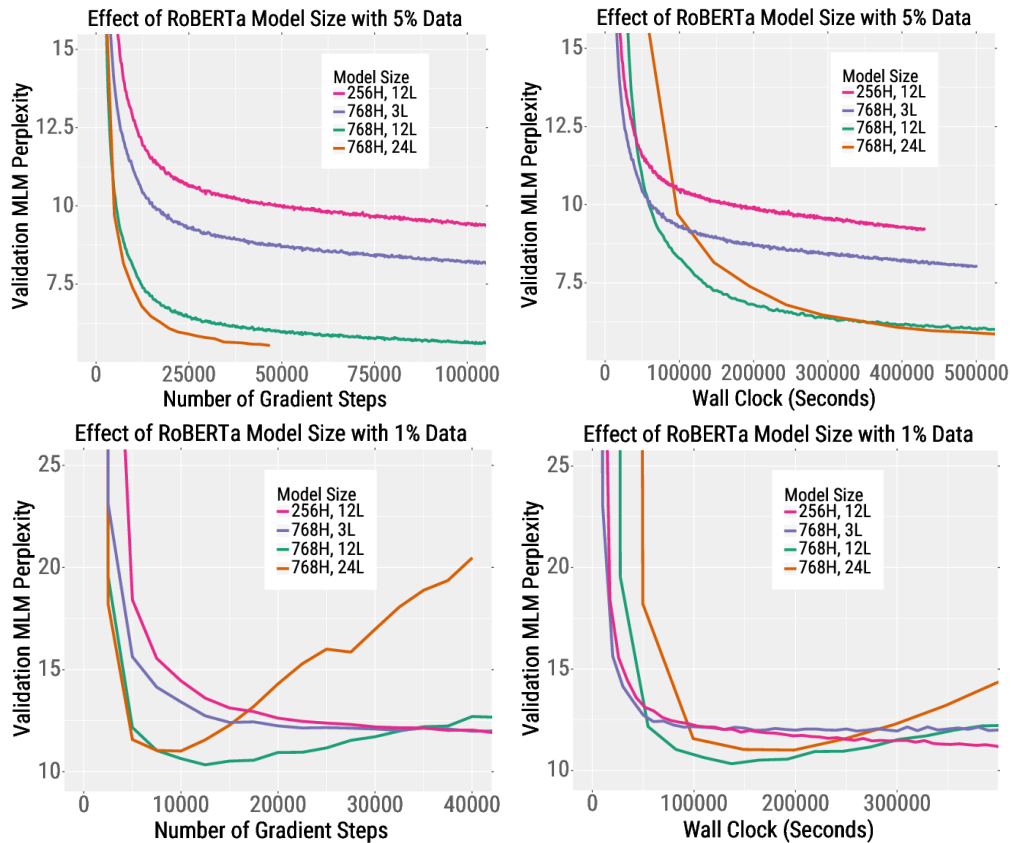 Effect of RoBERTa Model Size with 5% Data
Validation MLM Perplexity
15
12.5
10
7.5
Model Size
256H, 12L
768H, 3L
768H, 12L
768H, 24L
0 25000 50000 75000 100000
Number of Gradient Steps
Effect of RoBERTa Model Size with 5% Data
Validation MLM Perplexity
15
12.5
10
7.5
Model Size
256H, 12L
768H, 3L
768H, 12L
768H, 24L
0 100000 200000 300000 400000 500000
Wall Clock (Seconds)
Effect of RoBERTa Model Size with 1% Data
Validation MLM Perplexity
25
20
15
10
Model Size
256H, 12L
768H, 3L
768H, 12L
768H, 24L
0 10000 20000 30000 40000
Number of Gradient Steps
Effect of RoBERTa Model Size with 1% Data
Validation MLM Perplexity
25
20
15
10
Model Size
256H, 12L
768H, 3L
768H, 12L
768H, 24L
0 100000 200000 300000
Wall Clock (Seconds)